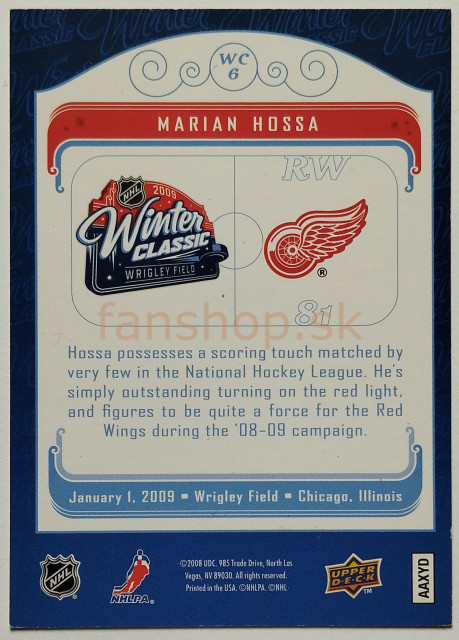 WC
6
MARIAN HOSSA
RW
NHL
2009
Winter
CLASSIC
WRIGLEY FIELD
®
81
fanshop.sk
Hossa possesses a scoring touch matched by
very few in the National Hockey League. He's
simply outstanding turning on the red light,
and figures to be quite a force for the Red
Wings during the '08-09 campaign.
January 1, 2009 ▪ Wrigley Field ▪ Chicago, Illinois
NHL
NHLPA.
©2008 UDC. 985 Trade Drive, North Las
Vegas, NV 89030. All rights reserved.
Printed in the USA. ©NHLPA. ©NHL
UPPER
D·E·C·K
TM
AAXYD